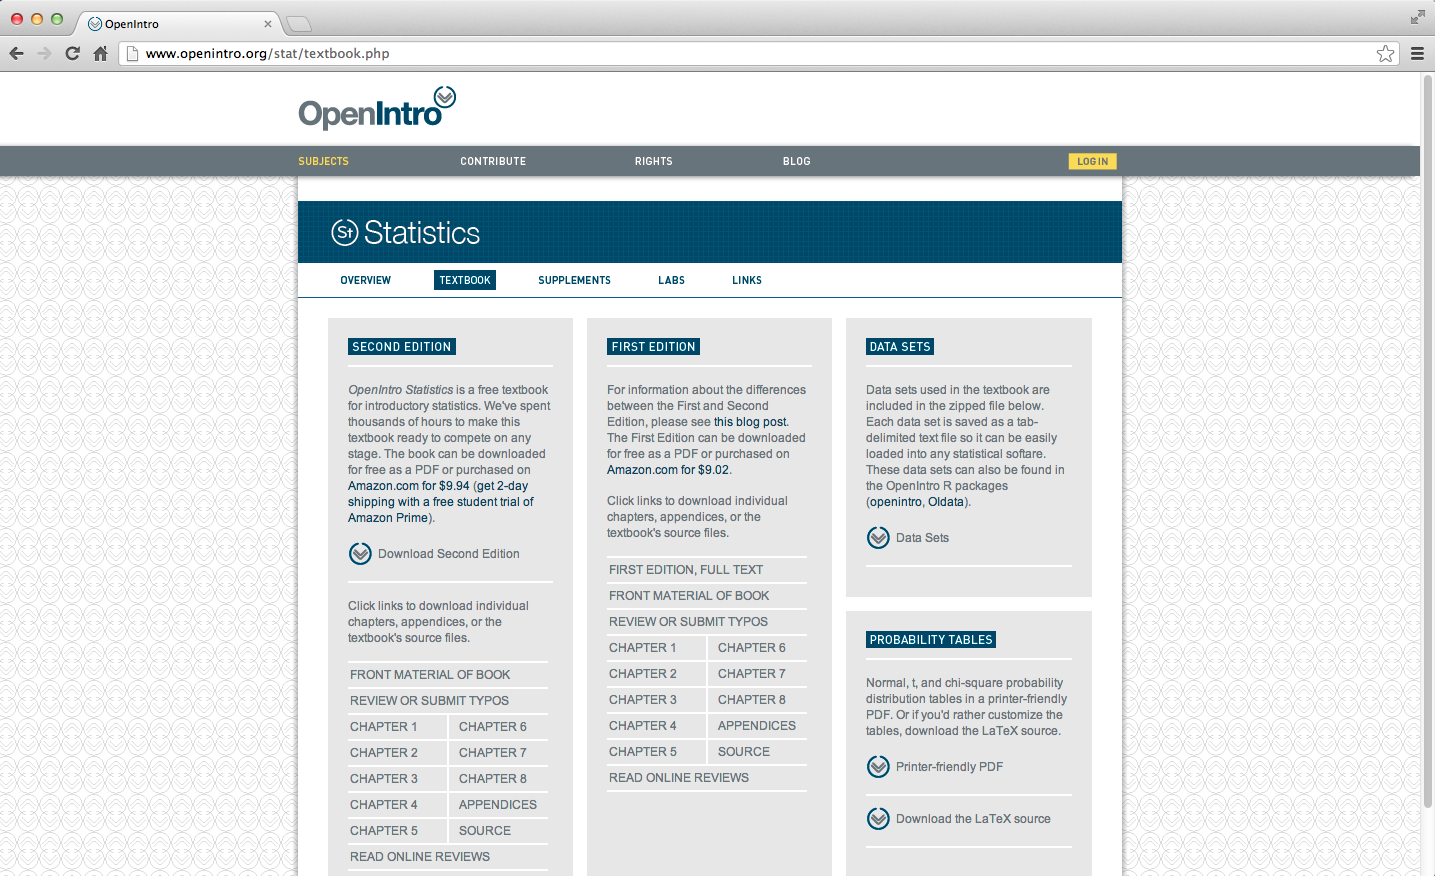 OpenIntro
www.openintro.org/stat/textbook.php
OpenIntro
SUBJECTS CONTRIBUTE RIGHTS BLOG LOG IN
St Statistics
OVERVIEW TEXTBOOK SUPPLEMENTS LABS LINKS
SECOND EDITION
OpenIntro Statistics is a free textbook
for introductory statistics. We've spent
thousands of hours to make this
textbook ready to compete on any
stage. The book can be downloaded
for free as a PDF or purchased on
Amazon.com for $9.94 (get 2-day
shipping with a free student trial of
Amazon Prime).
Download Second Edition
Click links to download individual
chapters, appendices, or the
textbook's source files.
FRONT MATERIAL OF BOOK
REVIEW OR SUBMIT TYPOS
CHAPTER 1 CHAPTER 6
CHAPTER 2 CHAPTER 7
CHAPTER 3 CHAPTER 8
CHAPTER 4 APPENDICES
CHAPTER 5 SOURCE
READ ONLINE REVIEWS
FIRST EDITION
For information about the differences
between the First and Second
Edition, please see this blog post.
The First Edition can be downloaded
for free as a PDF or purchased on
Amazon.com for $9.02.
Click links to download individual
chapters, appendices, or the
textbook's source files.
FIRST EDITION, FULL TEXT
FRONT MATERIAL OF BOOK
REVIEW OR SUBMIT TYPOS
CHAPTER 1 CHAPTER 6
CHAPTER 2 CHAPTER 7
CHAPTER 3 CHAPTER 8
CHAPTER 4 APPENDICES
CHAPTER 5 SOURCE
READ ONLINE REVIEWS
DATA SETS
Data sets used in the textbook are
included in the zipped file below.
Each data set is saved as a tab-
delimited text file so it can be easily
loaded into any statistical softare.
These data sets can also be found in
the OpenIntro R packages
(openintro, OIdata).
Data Sets
PROBABILITY TABLES
Normal, t, and chi-square probability
distribution tables in a printer-friendly
PDF. Or if you'd rather customize the
tables, download the LaTeX source.
Printer-friendly PDF
Download the LaTeX source